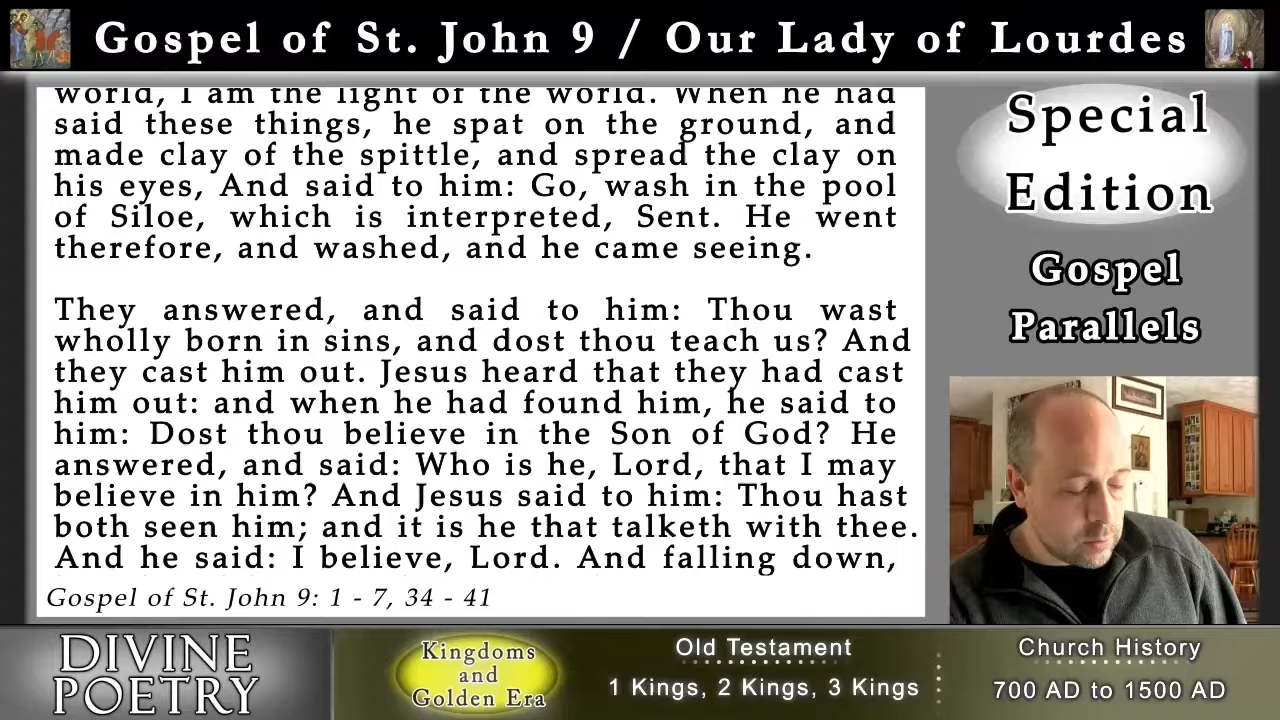 Gospel of St. John 9 / Our Lady of Lourdes
world, I am the light of the world. When he had
said these things, he spat on the ground, and
made clay of the spittle, and spread the clay on
his eyes, And said to him: Go, wash in the pool
of Siloe, which is interpreted, Sent. He went
therefore, and washed, and he came seeing.
They answered, and said to him: Thou wast
wholly born in sins, and dost thou teach us? And
they cast him out. Jesus heard that they had cast
him out: and when he had found him, he said to
him: Dost thou believe in the Son of God? He
answered, and said: Who is he, Lord, that I may
believe in him? And Jesus said to him: Thou hast
both seen him; and it is he that talketh with thee.
And he said: I believe, Lord. And falling down,
Gospel of St. John 9: 1 - 7, 34 - 41
Special
Edition
Gospel
Parallels
DIVINE
POETRY
Kingdoms
and
Golden Era
Old Testament
1 Kings, 2 Kings, 3 Kings
Church History
700 AD to 1500 AD